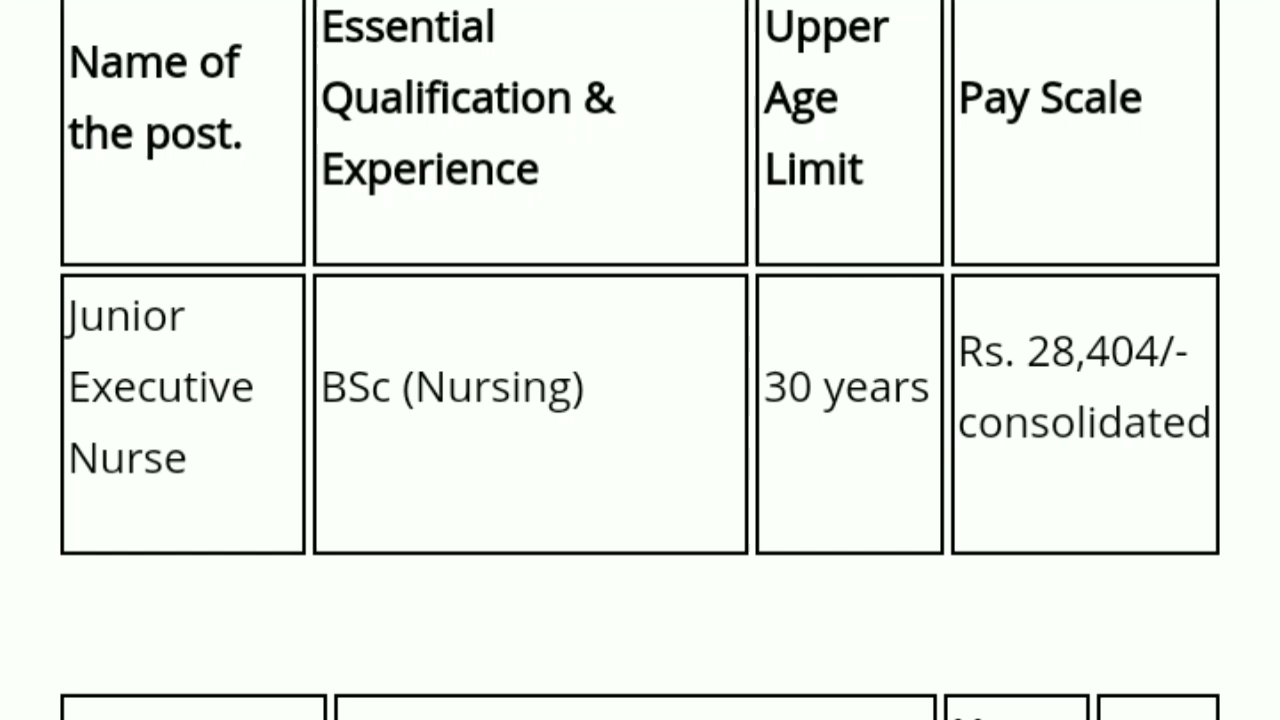 Name of
the post.
Essential
Qualification &
Experience
Upper
Age
Limit
Pay Scale
Junior
Executive
Nurse
BSc (Nursing)
30 years
Rs. 28,404/-
consolidated